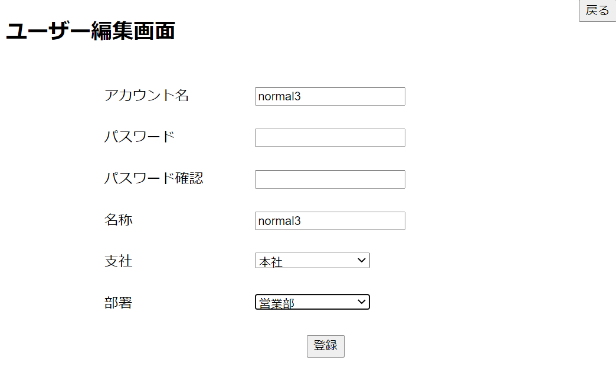 戻る
ユーザー編集画面
アカウント名 normal3
パスワード
パスワード確認
名称 normal3
支社 本社
部署 営業部
登録